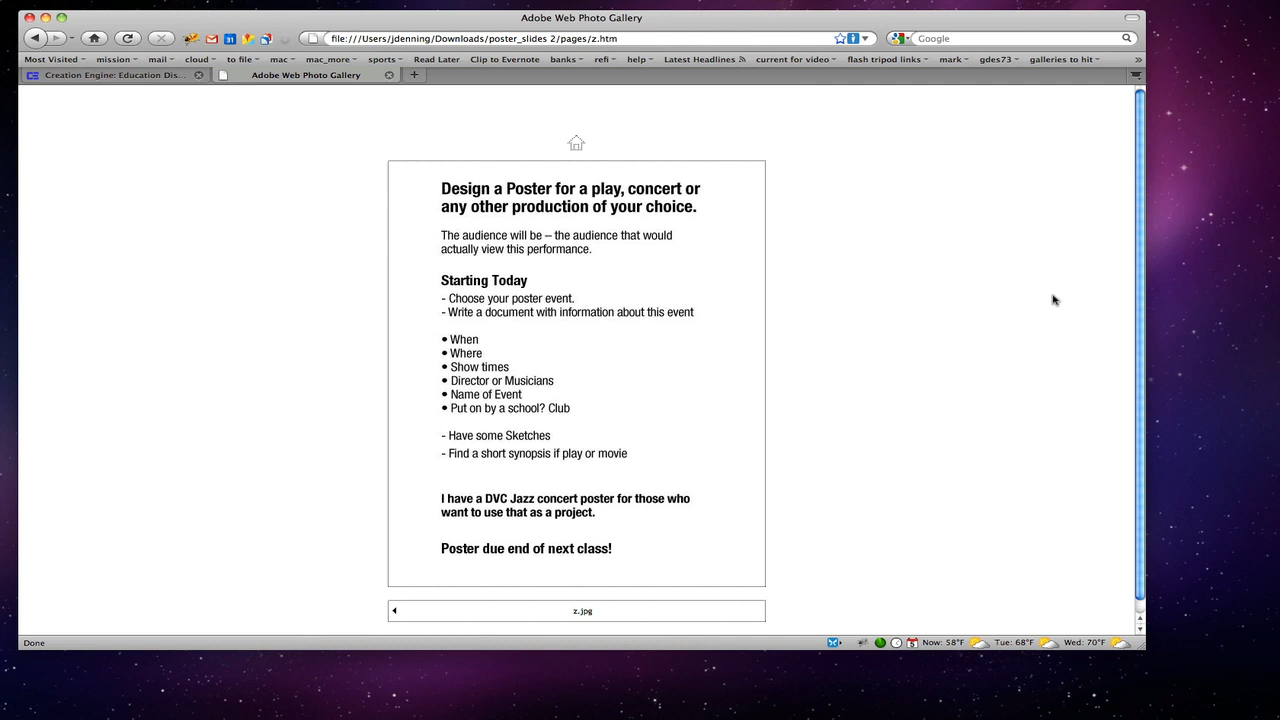 Adobe Web Photo Gallery
file:///Users/jdenning/Downloads/poster_slides 2/pages/z.htm
Google
Most Visited mission mail cloud to file mac mac_more sports Read Later Clip to Evernote banks refi help Latest Headlines current for video flash tripod links mark gdes73 galleries to hit »
Creation Engine: Education Dis...
Adobe Web Photo Gallery
+
Design a Poster for a play, concert or
any other production of your choice.
The audience will be – the audience that would
actually view this performance.
Starting Today
- Choose your poster event.
- Write a document with information about this event
• When
• Where
• Show times
• Director or Musicians
• Name of Event
• Put on by a school? Club
- Have some Sketches
- Find a short synopsis if play or movie
I have a DVC Jazz concert poster for those who
want to use that as a project.
Poster due end of next class!
z.jpg
Done
Now: 58°F Tue: 68°F Wed: 70°F